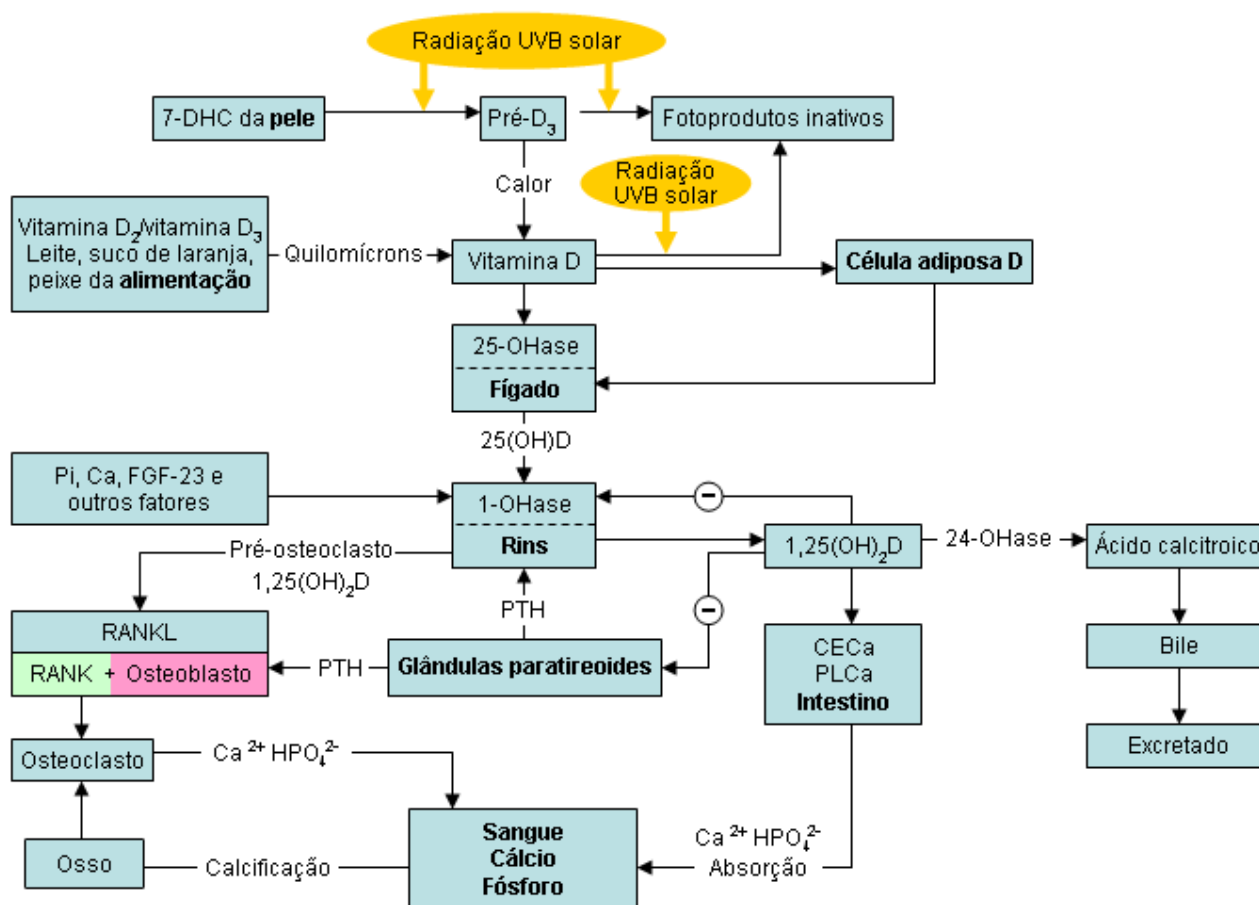 Radiação UVB solar
7-DHC da pele
Pré-D₃
Fotoprodutos inativos
Calor
Radiação
UVB solar
Vitamina D₂/vitamina D₃
Leite, suco de laranja,
peixe da alimentação
Quilomícrons
Vitamina D
Célula adiposa D
25-OHase
Fígado
25(OH)D
Pi, Ca, FGF-23 e
outros fatores
1-OHase
Rins
−
1,25(OH)₂D
24-OHase
Ácido calcitroico
Pré-osteoclasto
1,25(OH)₂D
PTH
−
RANKL
RANK + Osteoblasto
PTH
Glândulas paratireoides
CECa
PLCa
Intestino
Bile
Excretado
Osteoclasto
Ca²⁺ HPO₄²⁻
Osso
Calcificação
Sangue
Cálcio
Fósforo
Ca²⁺ HPO₄²⁻
Absorção